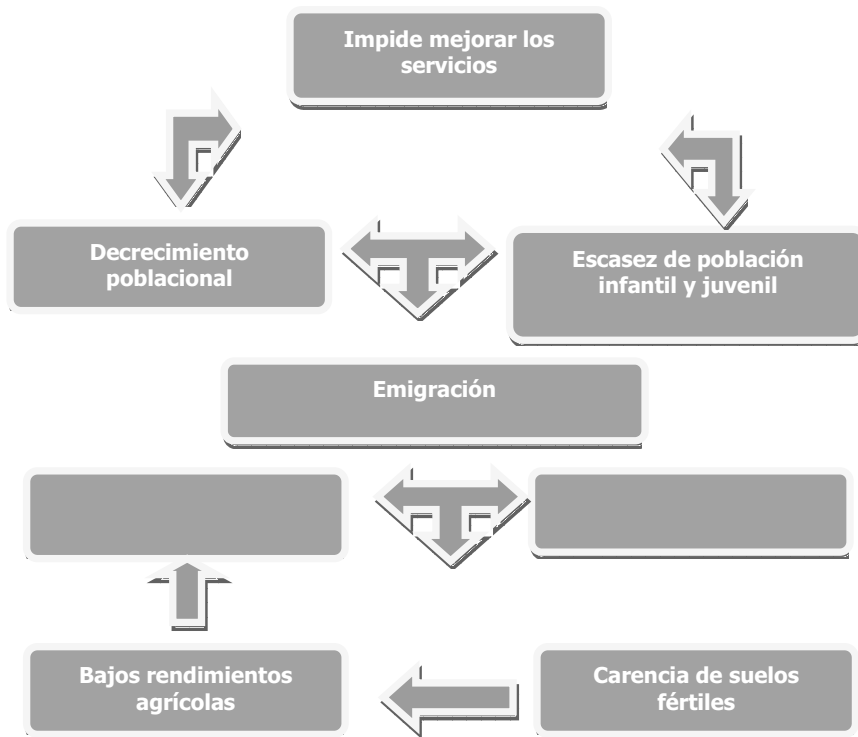 Impide mejorar los
servicios
Decrecimiento
poblacional
Escasez de población
infantil y juvenil
Emigración
Bajos rendimientos
agrícolas
Carencia de suelos
fértiles